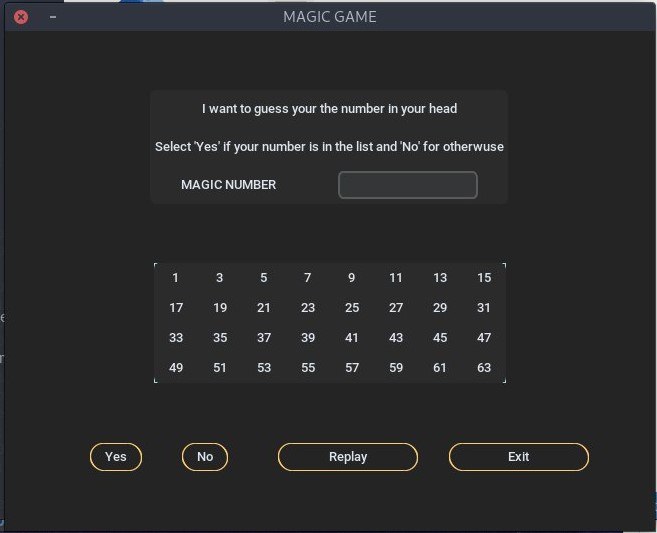 MAGIC GAME
I want to guess your the number in your head
Select 'Yes' if your number is in the list and 'No' for otherwuse
MAGIC NUMBER
1 3 5 7 9 11 13 15
17 19 21 23 25 27 29 31
33 35 37 39 41 43 45 47
49 51 53 55 57 59 61 63
Yes No Replay Exit